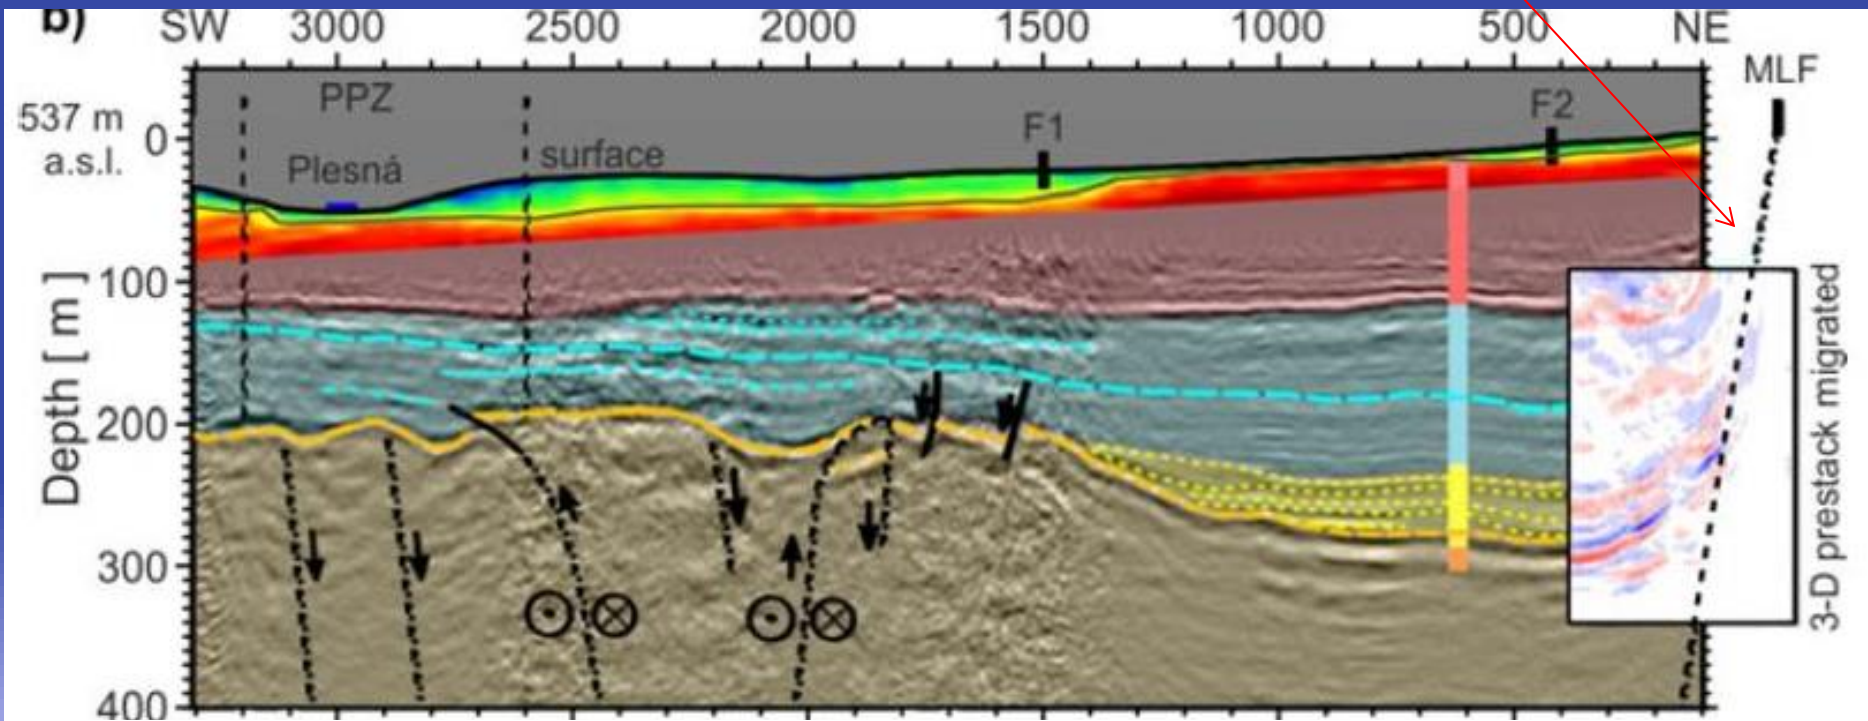 b)
SW 3000 2500 2000 1500 1000 500 NE
MLF
PPZ
F1
F2
537 m
a.s.l.
0
Plesná
surface
100
200
300
400
Depth [ m ]
3-D prestack migrated